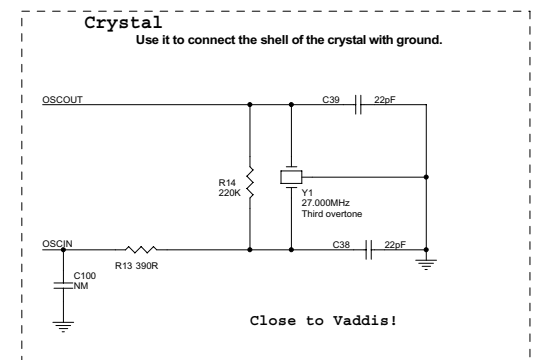 Crystal
Use it to connect the shell of the crystal with ground.
OSCOUT
C39 22pF
R14
220K
Y1
27.000MHz
Third overtone
OSCIN
C38 22pF
R13 390R
C100
NM
Close to Vaddis!